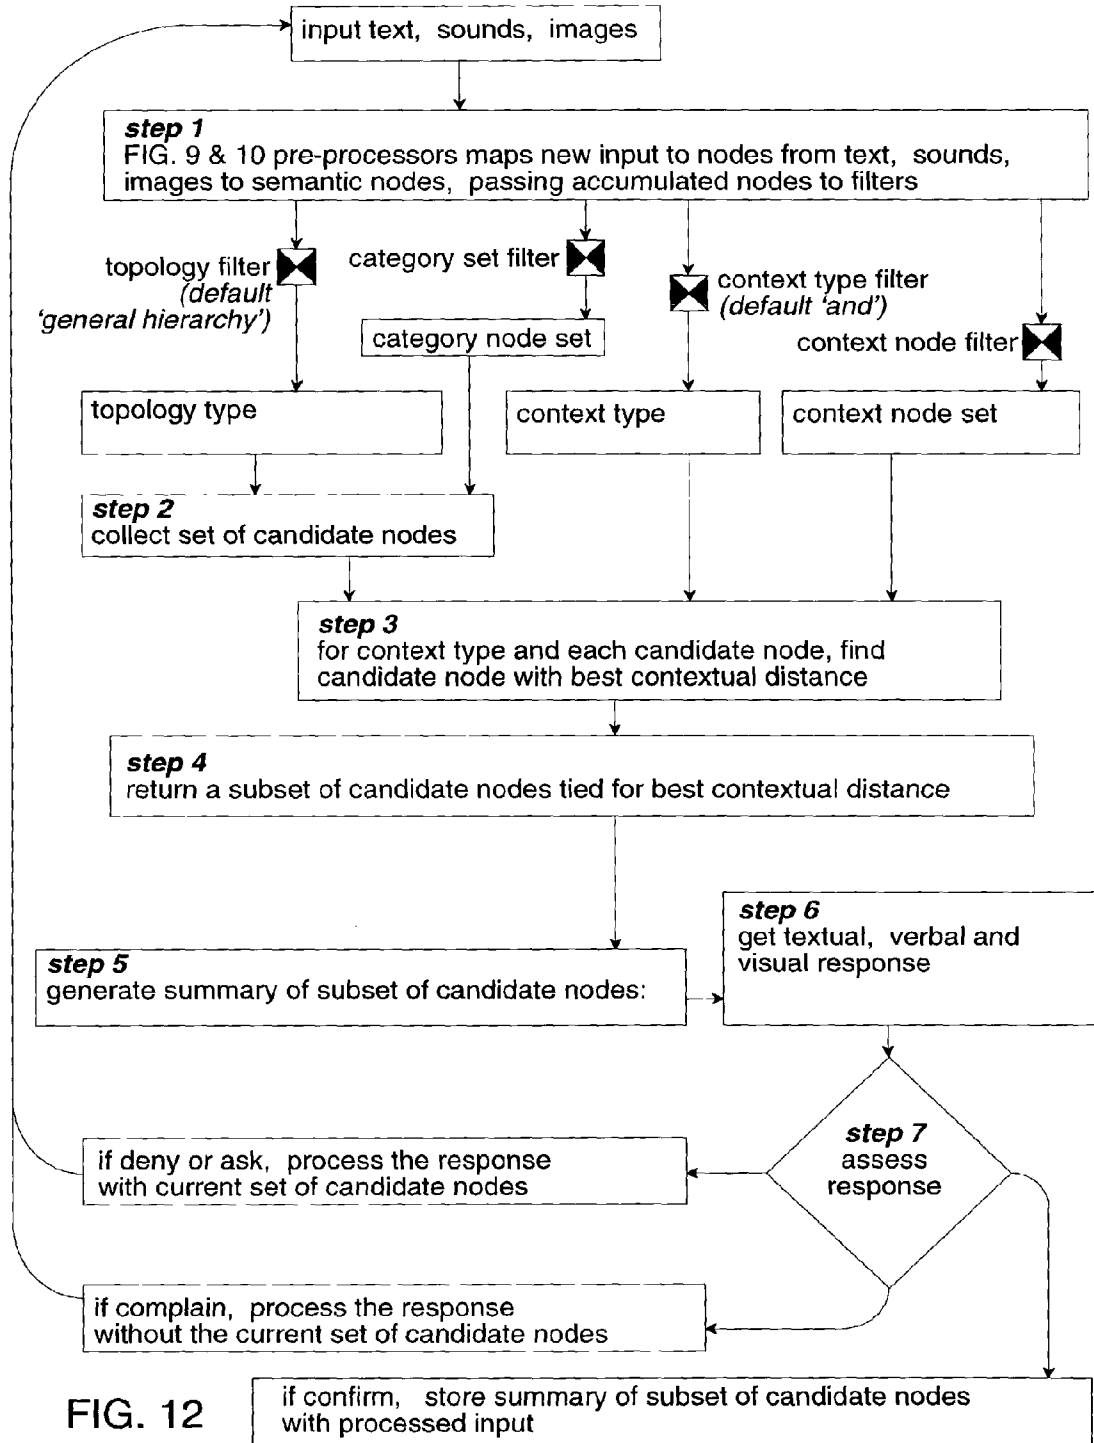 input text, sounds, images
step 1
FIG. 9 & 10 pre-processors maps new input to nodes from text, sounds,
images to semantic nodes, passing accumulated nodes to filters
topology filter
(default
'general hierarchy')
category set filter
context type filter
(default 'and')
context node filter
category node set
topology type
context type
context node set
step 2
collect set of candidate nodes
step 3
for context type and each candidate node, find
candidate node with best contextual distance
step 4
return a subset of candidate nodes tied for best contextual distance
step 5
generate summary of subset of candidate nodes:
step 6
get textual, verbal and
visual response
step 7
assess
response
if deny or ask, process the response
with current set of candidate nodes
if complain, process the response
without the current set of candidate nodes
if confirm, store summary of subset of candidate nodes
with processed input
FIG. 12